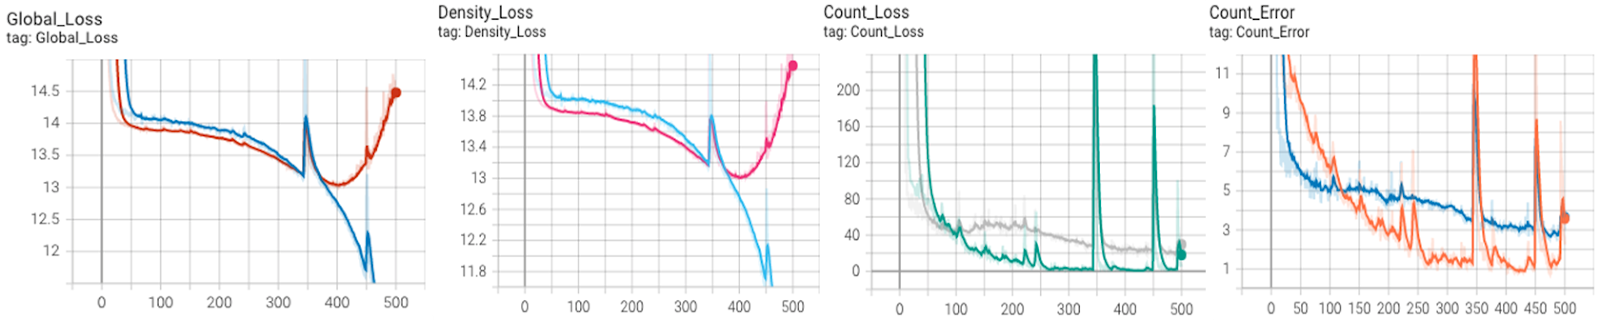 Global_Loss
tag: Global_Loss
14.5
14
13.5
13
12.5
12
0 100 200 300 400 500
Density_Loss
tag: Density_Loss
14.2
13.8
13.4
13
12.6
12.2
11.8
0 100 200 300 400 500
Count_Loss
tag: Count_Loss
200
160
120
80
40
0
0 100 200 300 400 500
Count_Error
tag: Count_Error
11
9
7
5
3
1
0 50 100 150 200 250 300 350 400 450 500